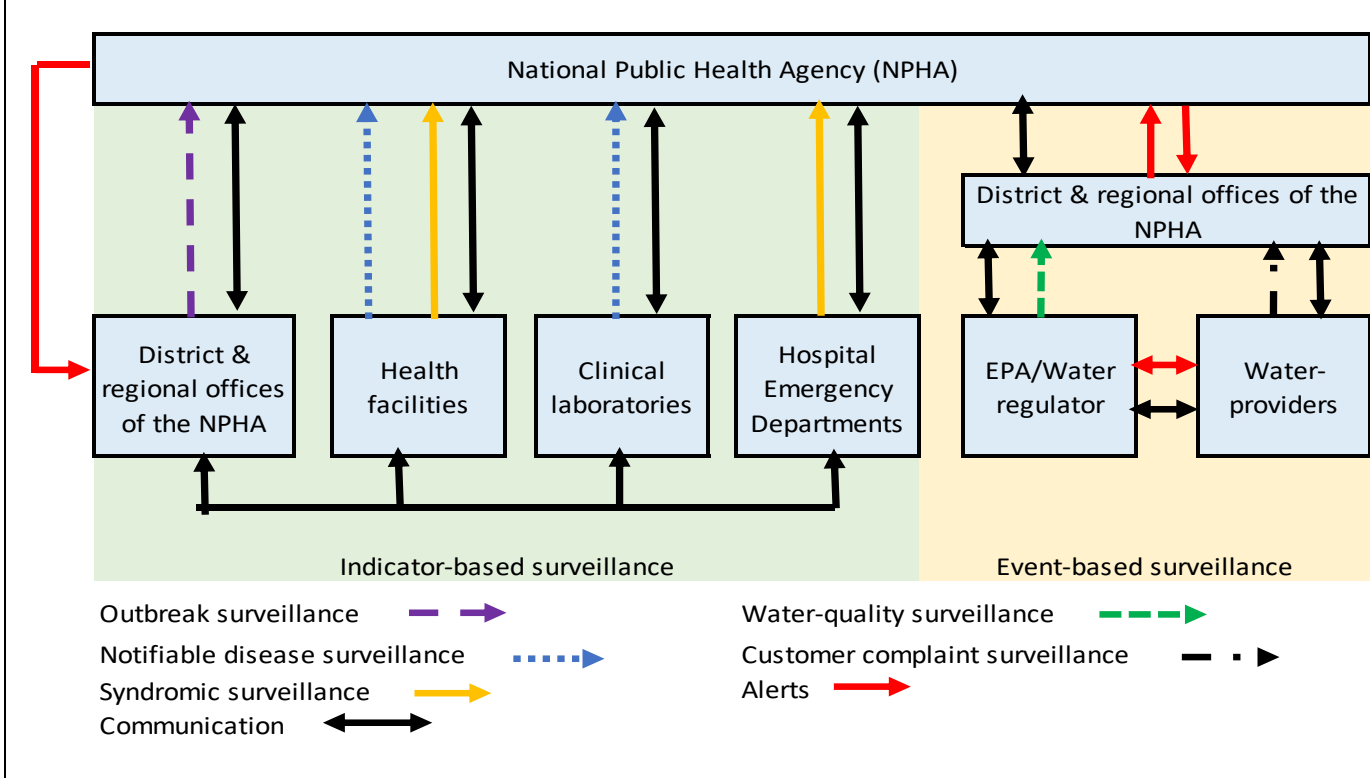 National Public Health Agency (NPHA)
District & regional offices of the
NPHA
District &
regional offices
of the NPHA
Health
facilities
Clinical
laboratories
Hospital
Emergency
Departments
EPA/Water
regulator
Water-
providers
Indicator-based surveillance
Event-based surveillance
Outbreak surveillance
Notifiable disease surveillance
Syndromic surveillance
Communication
Water-quality surveillance
Customer complaint surveillance
Alerts